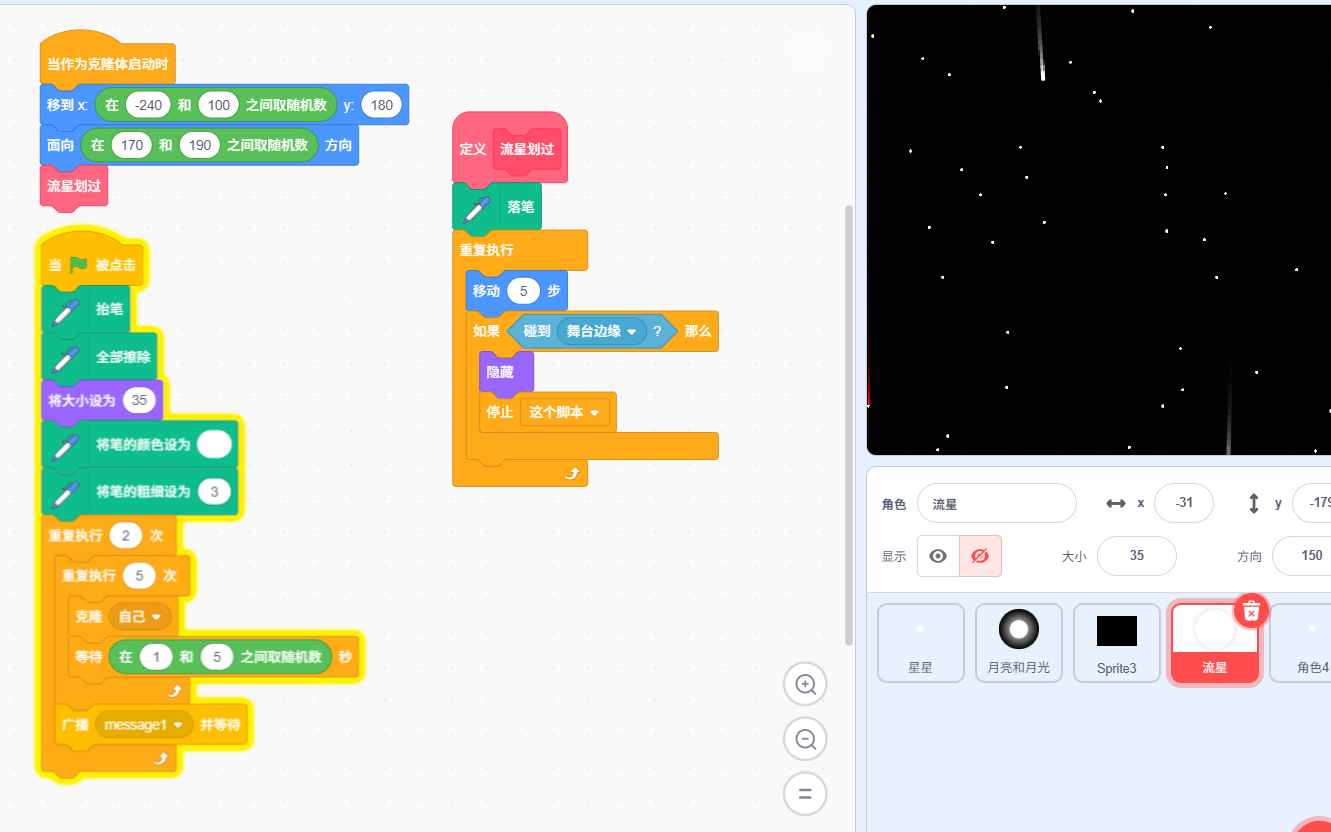 当作为克隆体启动时
移到 x: 在 -240 和 100 之间取随机数 y: 180
面向 在 170 和 190 之间取随机数 方向
流星划过
当 被点击
抬笔
全部擦除
将大小设为 35
将笔的颜色设为
将笔的粗细设为 3
重复执行 2 次
重复执行 5 次
克隆 自己
等待 在 1 和 5 之间取随机数 秒
广播 message1 并等待
定义 流星划过
落笔
重复执行
移动 5 步
如果 碰到 舞台边缘 ? 那么
隐藏
停止 这个脚本
角色 流星 x -31 y -179
显示 大小 35 方向 150
星星 月亮和月光 Sprite3 流星 角色4